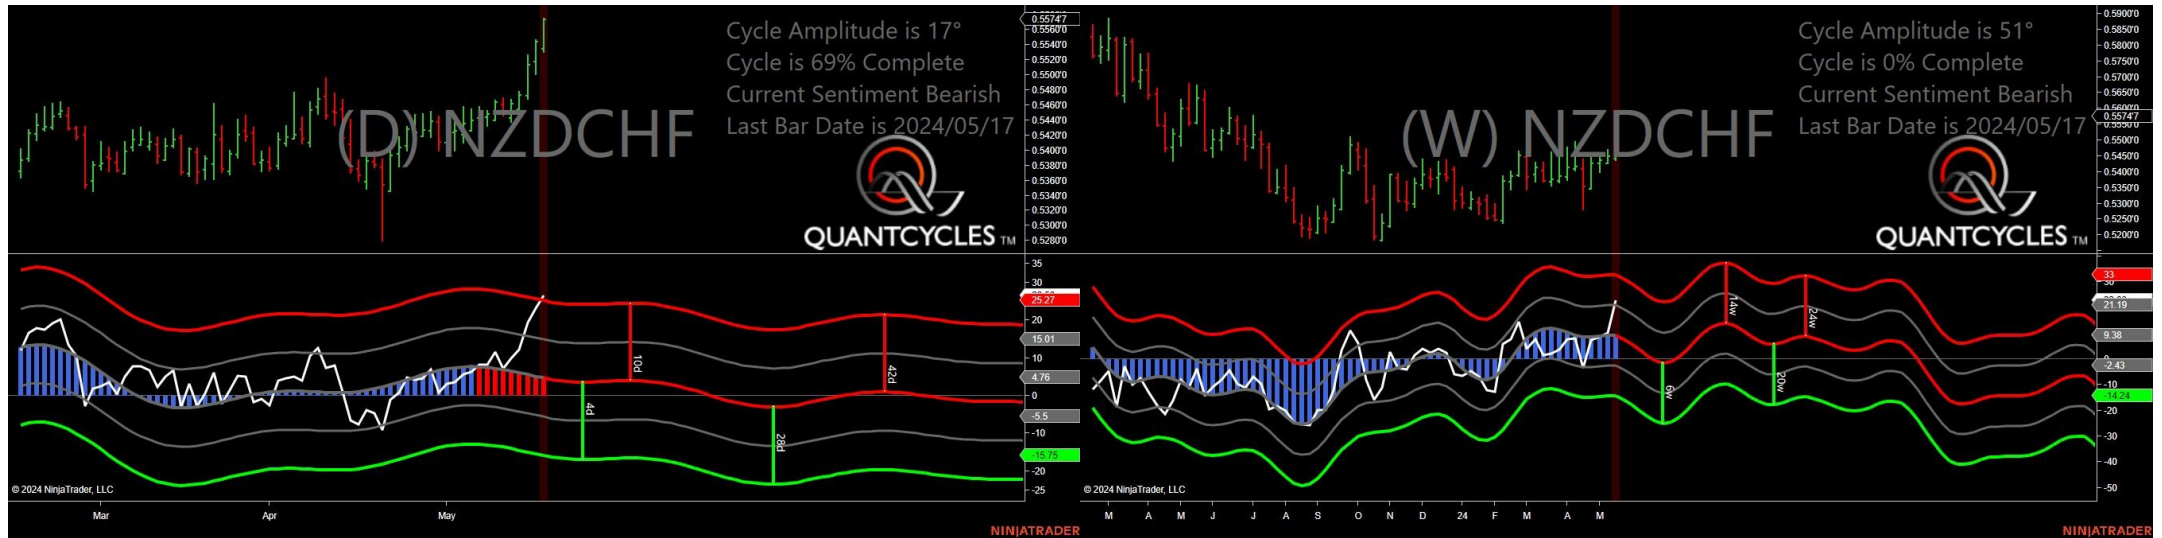 Cycle Amplitude is 17°
Cycle is 69% Complete
Current Sentiment Bearish
Last Bar Date is 2024/05/17
(D) NZDCHF
QUANTCYCLES TM
0.5574'7
0.5560'0
0.5540'0
0.5520'0
0.5500'0
0.5480'0
0.5460'0
0.5440'0
0.5420'0
0.5400'0
0.5380'0
0.5360'0
0.5340'0
0.5320'0
0.5300'0
0.5280'0
35
30
25.27
20
15.01
10
4.76
0
-5.5
-10
-15.75
-20
-25
4d
10d
28d
42d
© 2024 NinjaTrader, LLC
Mar
Apr
May
NINJATRADER
Cycle Amplitude is 51°
Cycle is 0% Complete
Current Sentiment Bearish
Last Bar Date is 2024/05/17
(W) NZDCHF
QUANTCYCLES TM
0.5900'0
0.5850'0
0.5800'0
0.5750'0
0.5700'0
0.5650'0
0.5600'0
0.5574'7
0.5550'0
0.5450'0
0.5400'0
0.5350'0
0.5300'0
0.5250'0
0.5200'0
33
30
21.19
9.38
0
-2.43
-10
-14.24
-20
-30
-40
-50
6w
14w
20w
24w
© 2024 NinjaTrader, LLC
M
A
M
J
J
A
S
O
N
D
24
F
M
A
M
NINJATRADER